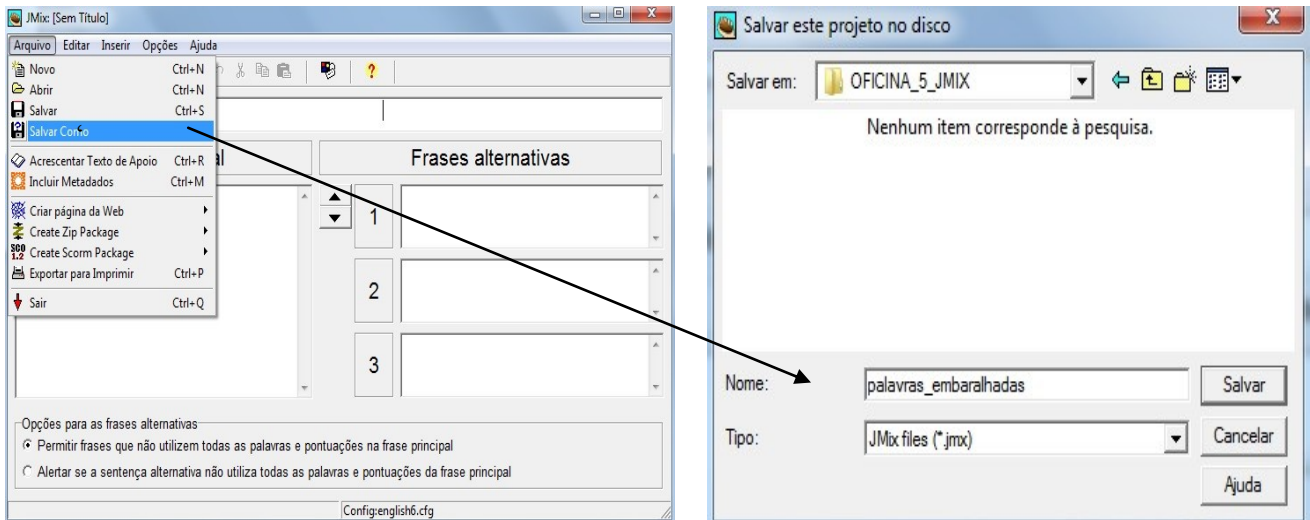 JMix: [Sem Título]
Arquivo Editar Inserir Opções Ajuda
Novo Ctrl+N
Abrir Ctrl+N
Salvar Ctrl+S
Salvar Como
Acrescentar Texto de Apoio Ctrl+R
Incluir Metadados Ctrl+M
Criar página da Web
Create Zip Package
SCO 1.2 Create Scorm Package
Exportar para Imprimir Ctrl+P
Sair Ctrl+Q
Frases alternativas
1
2
3
Opções para as frases alternativas
Permitir frases que não utilizem todas as palavras e pontuações na frase principal
Alertar se a sentença alternativa não utiliza todas as palavras e pontuações da frase principal
Config:english6.cfg
Salvar este projeto no disco
Salvar em: OFICINA_5_JMIX
Nenhum item corresponde à pesquisa.
Nome: palavras_embaralhadas Salvar
Tipo: JMix files (*.jmx) Cancelar
Ajuda